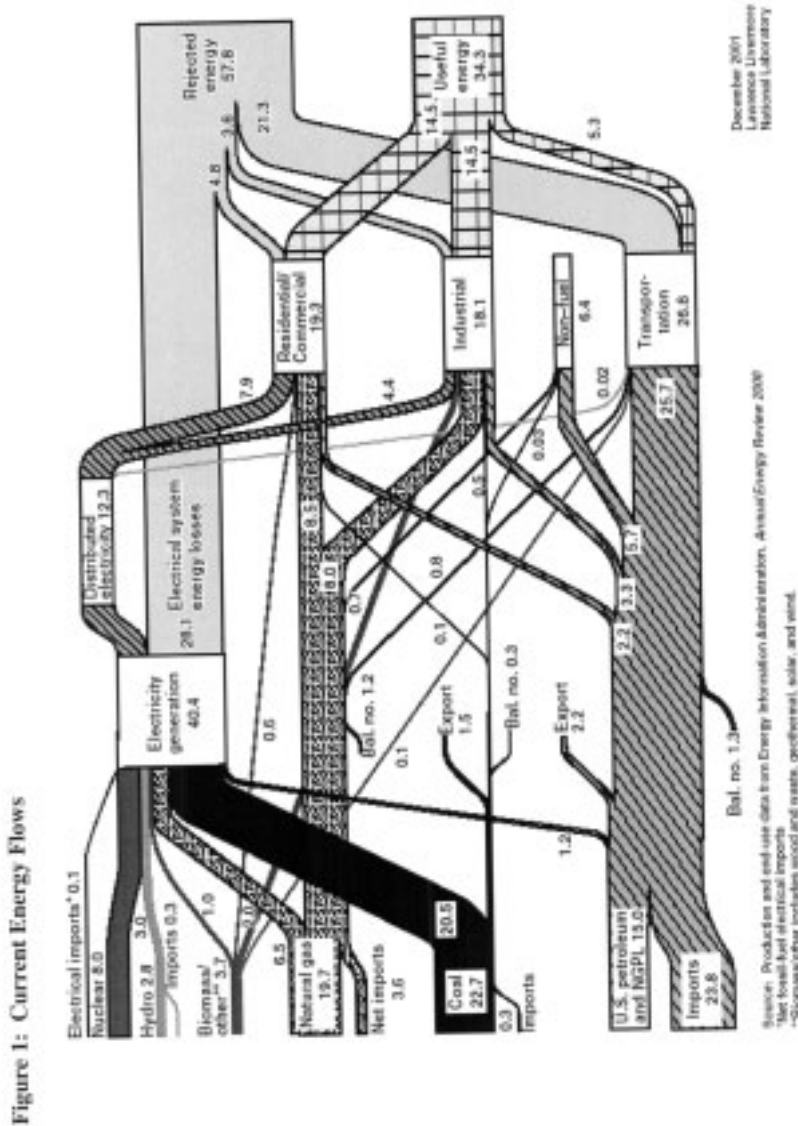 Figure 1: Current Energy Flows
Electrical imports* 0.1
Nuclear 8.0
Hydro 2.8
3.0
Imports 0.3
Biomass/
other** 3.7
1.0
6.5
Natural gas
19.7
Net imports
3.6
Coal
22.7
20.5
0.3
Imports
U.S. petroleum
and NGPL 15.0
Imports
23.8
Electricity
generation
40.4
Distributed
electricity 12.3
28.1
Electrical system
energy losses
7.9
4.4
0.6
8.5
8.0
0.7
0.5
0.03
0.02
0.8
0.1
0.1
Bal. no. 1.2
Export
1.5
Bal. no. 0.3
Export
2.2
1.2
2.2
3.3
5.7
25.7
Bal. no. 1.3
Residential/
Commercial
19.3
Industrial
18.1
Non-fuel
6.4
Transpor-
tation
26.8
4.8
3.6
21.3
Rejected
energy
57.8
14.5
14.5
Useful
energy
34.3
5.3
December 2001
Lawrence Livermore
National Laboratory
Source: Production and end-use data from Energy Information Administration, Annual Energy Review 2000
*Net fossil-fuel electrical imports
**Biomass/other includes wood and waste, geothermal, solar, and wind.